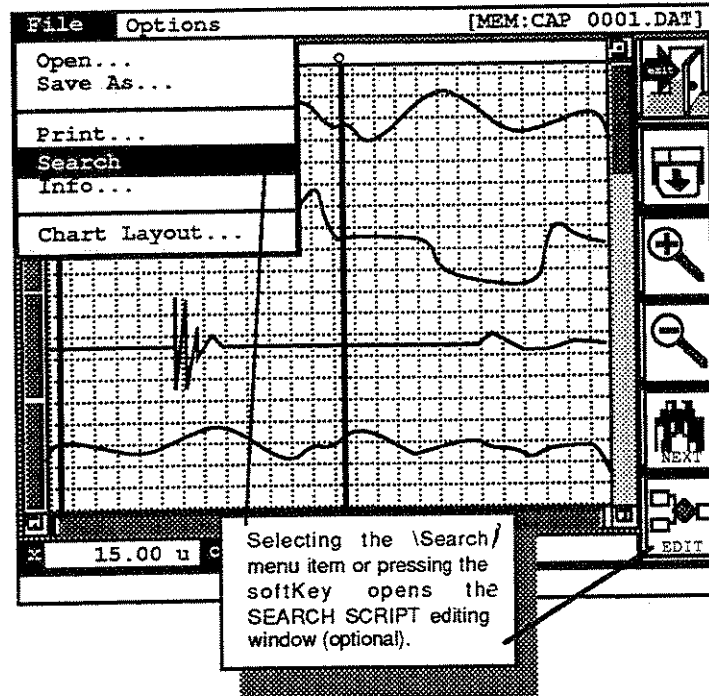 File Options [MEM:CAP 0001.DAT]
Open...
Save As...
Print...
Search
Info...
Chart Layout...
EXIT
NEXT
EDIT
x 15.00 u c
Selecting the \Search/
menu item or pressing the
softKey opens the
SEARCH SCRIPT editing
window (optional).